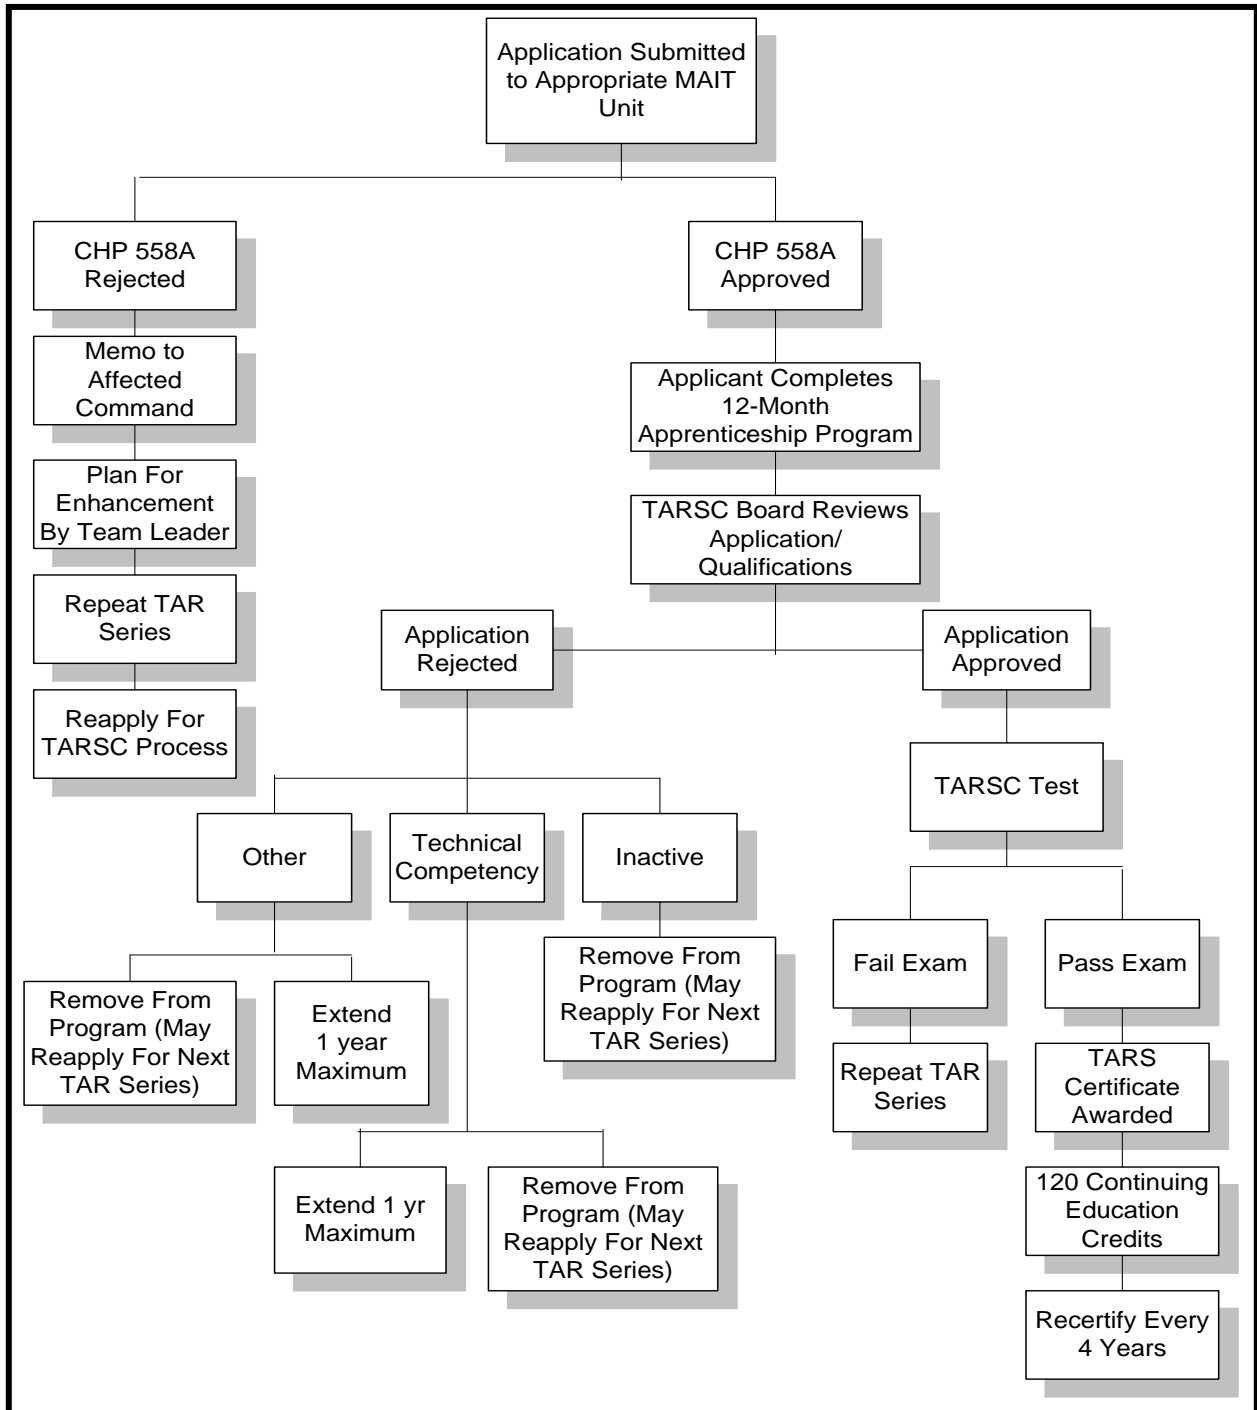 Application Submitted
to Appropriate MAIT
Unit
CHP 558A
Rejected
CHP 558A
Approved
Memo to
Affected
Command
Applicant Completes
12-Month
Apprenticeship Program
Plan For
Enhancement
By Team Leader
TARSC Board Reviews
Application/
Qualifications
Repeat TAR
Series
Application
Rejected
Application
Approved
Reapply For
TARSC Process
TARSC Test
Other
Technical
Competency
Inactive
Fail Exam
Pass Exam
Remove From
Program (May
Reapply For Next
TAR Series)
Extend
1 year
Maximum
Remove From
Program (May
Reapply For Next
TAR Series)
Repeat TAR
Series
TARS
Certificate
Awarded
Extend 1 yr
Maximum
Remove From
Program (May
Reapply For Next
TAR Series)
120 Continuing
Education
Credits
Recertify Every
4 Years